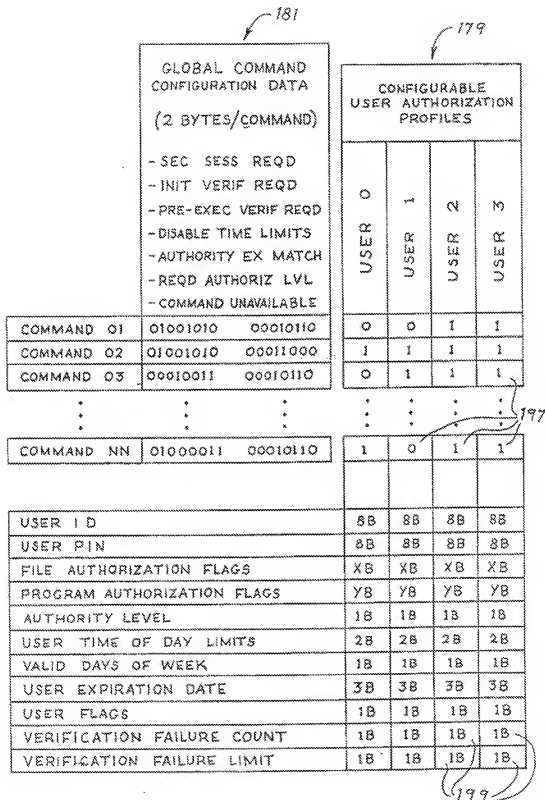 181
179
GLOBAL COMMAND
CONFIGURATION DATA
(2 BYTES/COMMAND)
- SEC SESS REQD
- INIT VERIF REQD
- PRE-EXEC VERIF REQD
- DISABLE TIME LIMITS
- AUTHORITY EX MATCH
- REQD AUTHORIZ LVL
- COMMAND UNAVAILABLE
CONFIGURABLE
USER AUTHORIZATION
PROFILES
USER 0
USER 1
USER 2
USER 3
COMMAND 01 01001010 00010110 0 0 1 1
COMMAND 02 01001010 00011000 1 1 1 1
COMMAND 03 00010011 00010110 0 1 1 1
197
COMMAND NN 01000011 00010110 1 0 1 1
USER ID 8B 8B 8B 8B
USER PIN 8B 8B 8B 8B
FILE AUTHORIZATION FLAGS XB XB XB XB
PROGRAM AUTHORIZATION FLAGS YB YB YB YB
AUTHORITY LEVEL 1B 1B 1B 1B
USER TIME OF DAY LIMITS 2B 2B 2B 2B
VALID DAYS OF WEEK 1B 1B 1B 1B
USER EXPIRATION DATE 3B 3B 3B 3B
USER FLAGS 1B 1B 1B 1B
VERIFICATION FAILURE COUNT 1B 1B 1B 1B
VERIFICATION FAILURE LIMIT 1B 1B 1B 1B
199